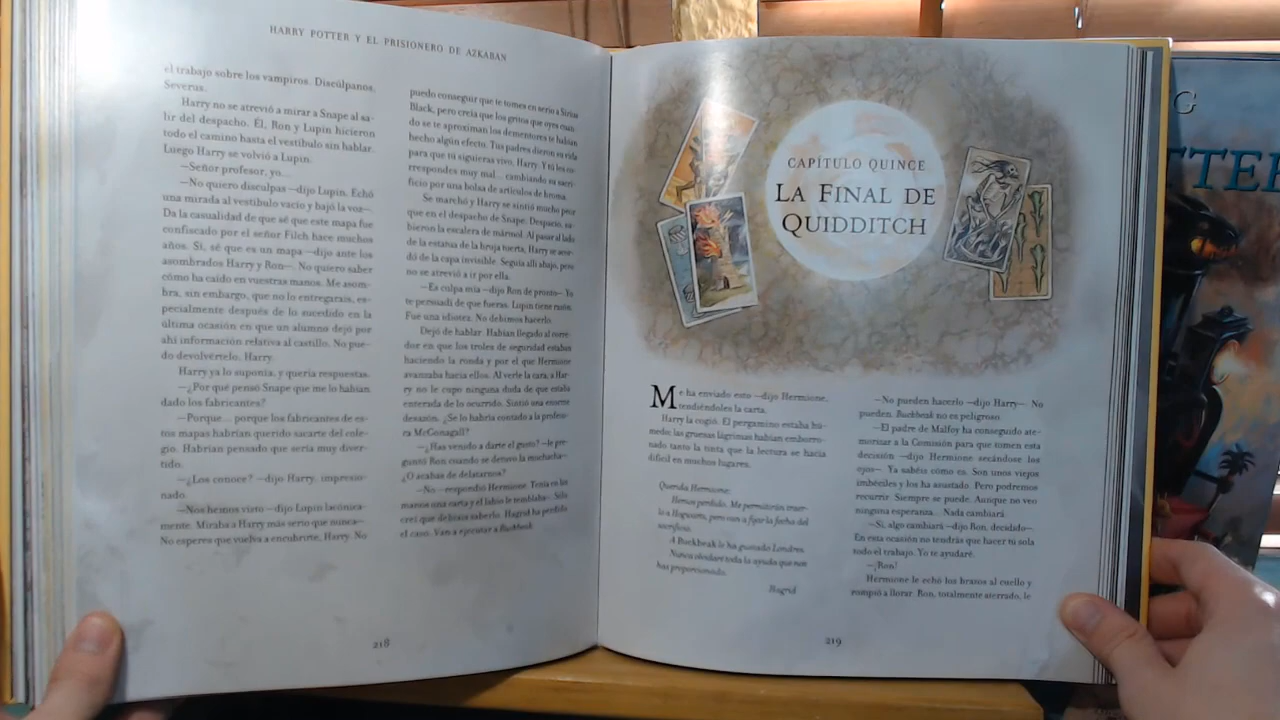 HARRY POTTER Y EL PRISIONERO DE AZKABAN
el trabajo sobre los vampiros. Discúlpanos,
Severus.
Harry no se atrevió a mirar a Snape al sa-
lir del despacho. Él, Ron y Lupin hicieron
todo el camino hasta el vestíbulo sin hablar.
Luego Harry se volvió a Lupin.
—Señor profesor, yo...
—No quiero disculpas —dijo Lupin. Echó
una mirada al vestíbulo vacío y bajó la voz—.
Da la casualidad de que sé que este mapa fue
confiscado por el señor Filch hace muchos
años. Sí, sé que es un mapa —dijo ante los
asombrados Harry y Ron—. No quiero saber
cómo ha caído en vuestras manos. Me asom-
bra, sin embargo, que no lo entregarais, es-
pecialmente después de lo sucedido en la
última ocasión en que un alumno dejó por
ahí información relativa al castillo. No pue-
do devolvértelo, Harry.
Harry ya lo suponía, y quería respuestas.
—¿Por qué pensó Snape que me lo habían
dado los fabricantes?
—Porque... porque los fabricantes de es-
tos mapas habrían querido sacarte del cole-
gio. Habrían pensado que sería muy diver-
tido.
—¿Los conoce? —dijo Harry, impresio-
nado.
—Nos hemos visto —dijo Lupin lacónica-
mente. Miraba a Harry más serio que nunca—.
No esperes que vuelva a encubrirte, Harry. No
puedo conseguir que te tomes en serio a Sirius
Black, pero creía que los gritos que oyes cuan-
do se te aproximan los dementores te habían
hecho algún efecto. Tus padres dieron su vida
para que tú siguieras vivo, Harry. Y tú les co-
rrespondes muy mal... cambiando su sacri-
ficio por una bolsa de artículos de broma.
Se marchó y Harry se sintió mucho peor
que en el despacho de Snape. Despacio, su-
bieron la escalera de mármol. Al pasar al lado
de la estatua de la bruja tuerta, Harry se acor-
dó de la capa invisible. Seguía allí abajo, pero
no se atrevió a ir por ella.
—Es culpa mía —dijo Ron de pronto—. Yo
te persuadí de que fueras. Lupin tiene razón.
Fue una idiotez. No debimos hacerlo.
Dejó de hablar. Habían llegado al corre-
dor en que los troles de seguridad estaban
haciendo la ronda y por el que Hermione
avanzaba hacia ellos. Al verle la cara, a Har-
ry no le cupo ninguna duda de que estaba
enterada de lo ocurrido. Sintió una enorme
desazón. ¿Se lo habría contado a la profeso-
ra McGonagall?
—¿Has venido a darte el gusto? —le pre-
guntó Ron cuando se detuvo la muchacha—.
¿O acabas de delatarnos?
—No —respondió Hermione. Tenía en las
manos una carta y el labio le temblaba—. Sólo
creí que debíais saberlo. Hagrid ha perdido
el caso. Van a ejecutar a Buckbeak.
218
CAPÍTULO QUINCE
LA FINAL DE
QUIDDITCH
Me ha enviado esto —dijo Hermione,
tendiéndoles la carta.
Harry la cogió. El pergamino estaba hú-
medo; las gruesas lágrimas habían emborro-
nado tanto la tinta que la lectura se hacía
difícil en muchos lugares.
Querida Hermione:
Hemos perdido. Me permitirán traer-
lo a Hogwarts, pero van a fijar la fecha del
sacrificio.
A Buckbeak le ha gustado Londres.
Nunca olvidaré toda la ayuda que nos
has proporcionado.
Hagrid
—No pueden hacerlo —dijo Harry—. No
pueden. Buckbeak no es peligroso.
—El padre de Malfoy ha conseguido ate-
morizar a la Comisión para que tomen esta
decisión —dijo Hermione secándose los
ojos—. Ya sabéis cómo es. Son unos viejos
imbéciles y los ha asustado. Pero podremos
recurrir. Siempre se puede. Aunque no veo
ninguna esperanza... Nada cambiará.
—Sí, algo cambiará —dijo Ron, decidido—.
En esta ocasión no tendrás que hacer tú sola
todo el trabajo. Yo te ayudaré.
—¡Ron!
Hermione le echó los brazos al cuello y
rompió a llorar. Ron, totalmente aterrado, le
219
G
TTER